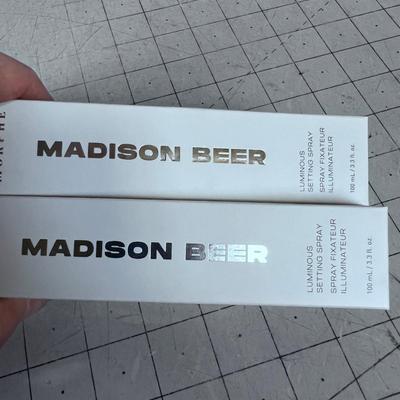 MORPHE
MADISON BEER
LUMINOUS
SETTING SPRAY
SPRAY FIXATEUR
ILLUMINATEUR
100 mL / 3.3 fl. oz.
MADISON BEER
LUMINOUS
SETTING SPRAY
SPRAY FIXATEUR
ILLUMINATEUR
100 mL / 3.3 fl. oz.